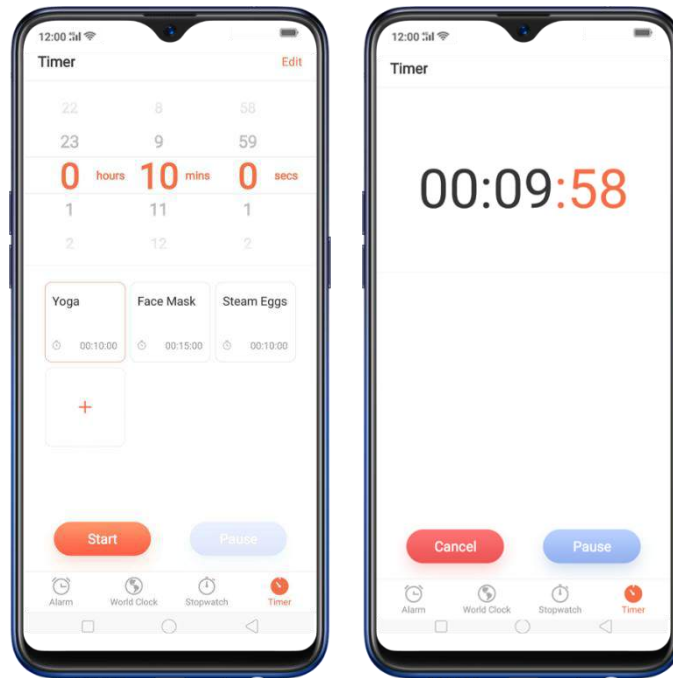 12:00
Timer
Edit
22 8 58
23 9 59
0 hours 10 mins 0 secs
1 11 1
2 12 2
Yoga
00:10:00
Face Mask
00:15:00
Steam Eggs
00:10:00
+
Start
Pause
Alarm
World Clock
Stopwatch
Timer
12:00
Timer
00:09:58
Cancel
Pause
Alarm
World Clock
Stopwatch
Timer